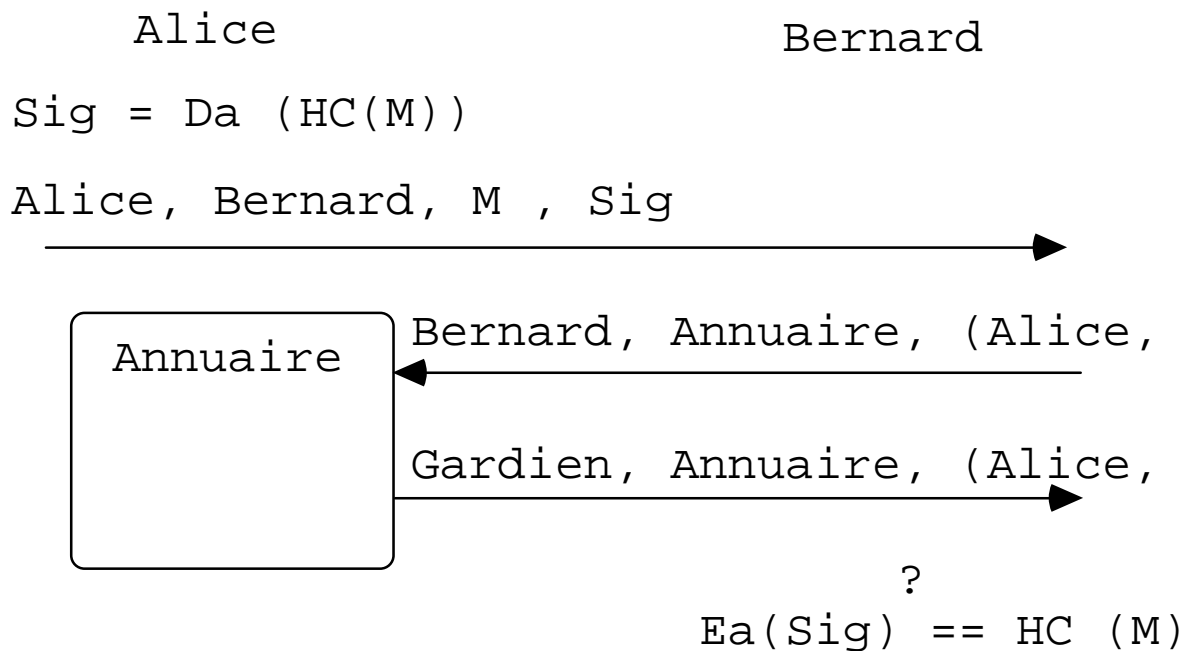 Alice
Bernard
Sig = Da (HC(M))
Alice, Bernard, M , Sig
Annuaire
Bernard, Annuaire, (Alice,
Gardien, Annuaire, (Alice,
?
Ea(Sig) == HC (M)